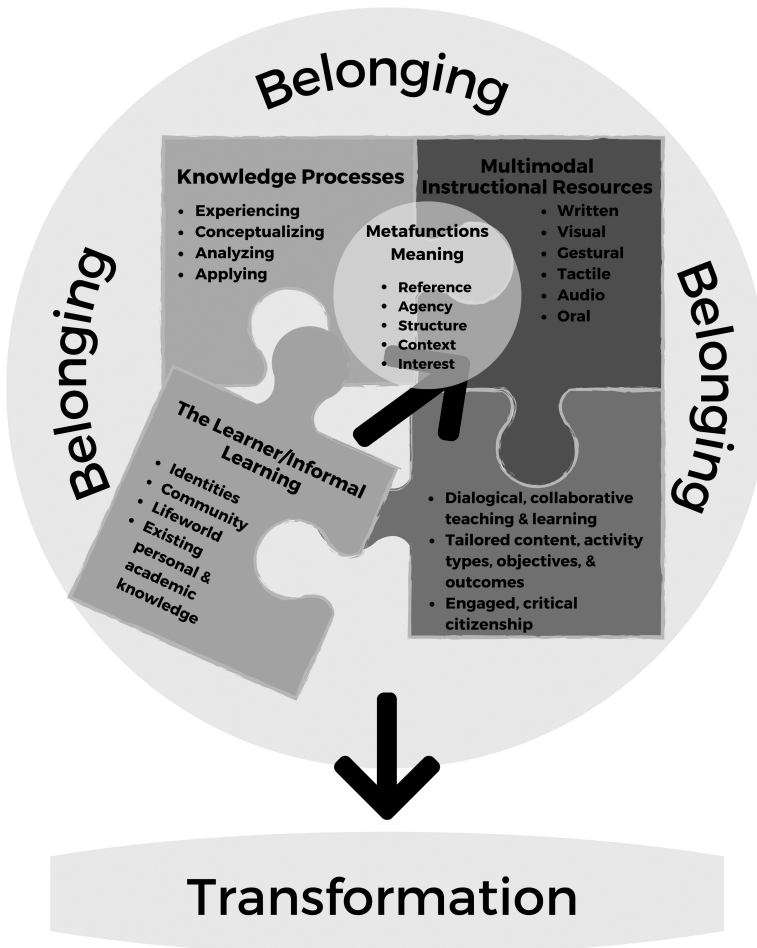 Belonging
Belonging
Belonging
Knowledge Processes
• Experiencing
• Conceptualizing
• Analyzing
• Applying
Multimodal
Instructional Resources
• Written
• Visual
• Gestural
• Tactile
• Audio
• Oral
Metafunctions
Meaning
• Reference
• Agency
• Structure
• Context
• Interest
The Learner/Informal
Learning
• Identities
• Community
• Lifeworld
• Existing
personal &
academic
knowledge
• Dialogical, collaborative
teaching & learning
• Tailored content, activity
types, objectives, &
outcomes
• Engaged, critical
citizenship
Transformation